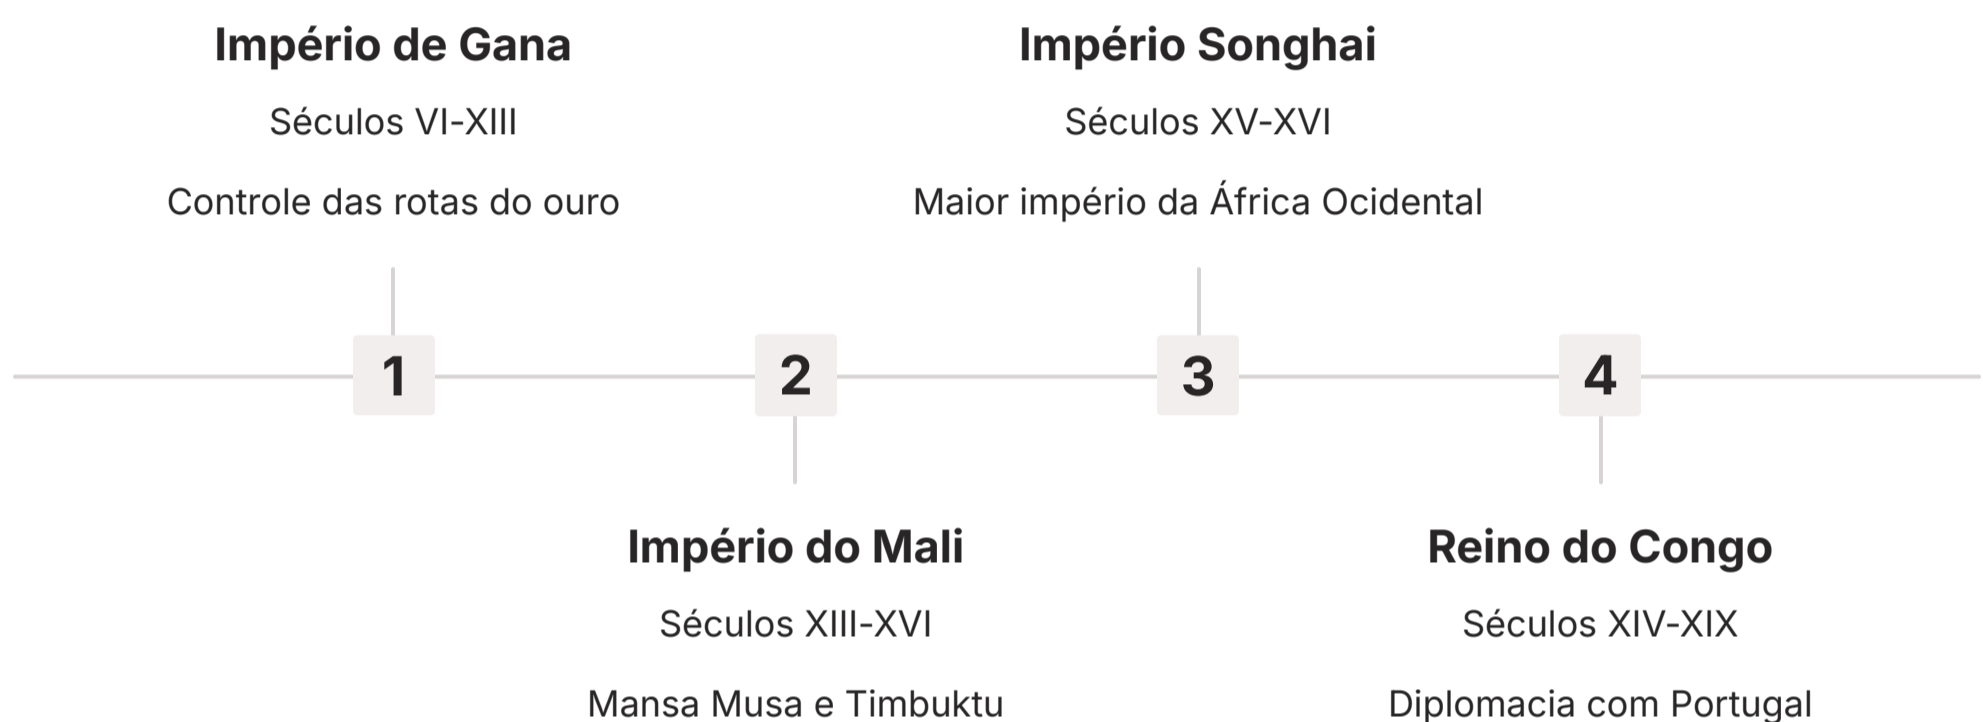 Império de Gana
Séculos VI-XIII
Controle das rotas do ouro
1
Império do Mali
Séculos XIII-XVI
Mansa Musa e Timbuktu
2
Império Songhai
Séculos XV-XVI
Maior império da África Ocidental
3
Reino do Congo
Séculos XIV-XIX
Diplomacia com Portugal
4